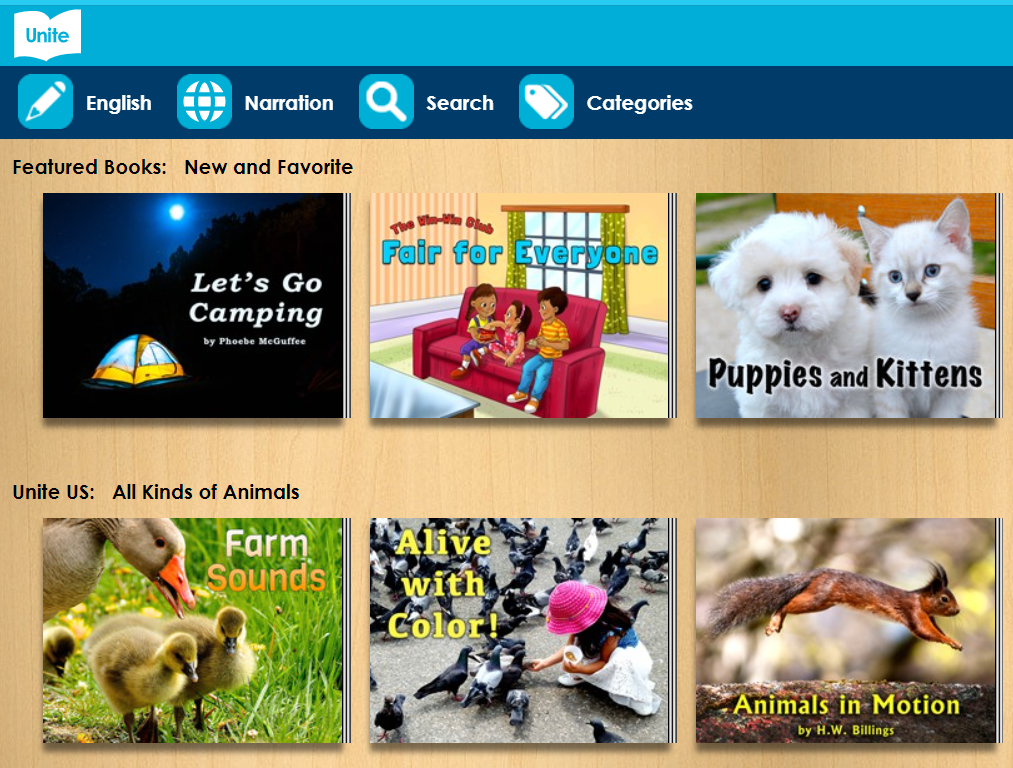 Unite
English Narration Search Categories
Featured Books: New and Favorite
Let's Go
Camping
by Phoebe McGuffee
The Win-Win Club
Fair for Everyone
Puppies and Kittens
Unite US: All Kinds of Animals
Farm
Sounds
Alive
with
Color!
Animals in Motion
by H.W. Billings